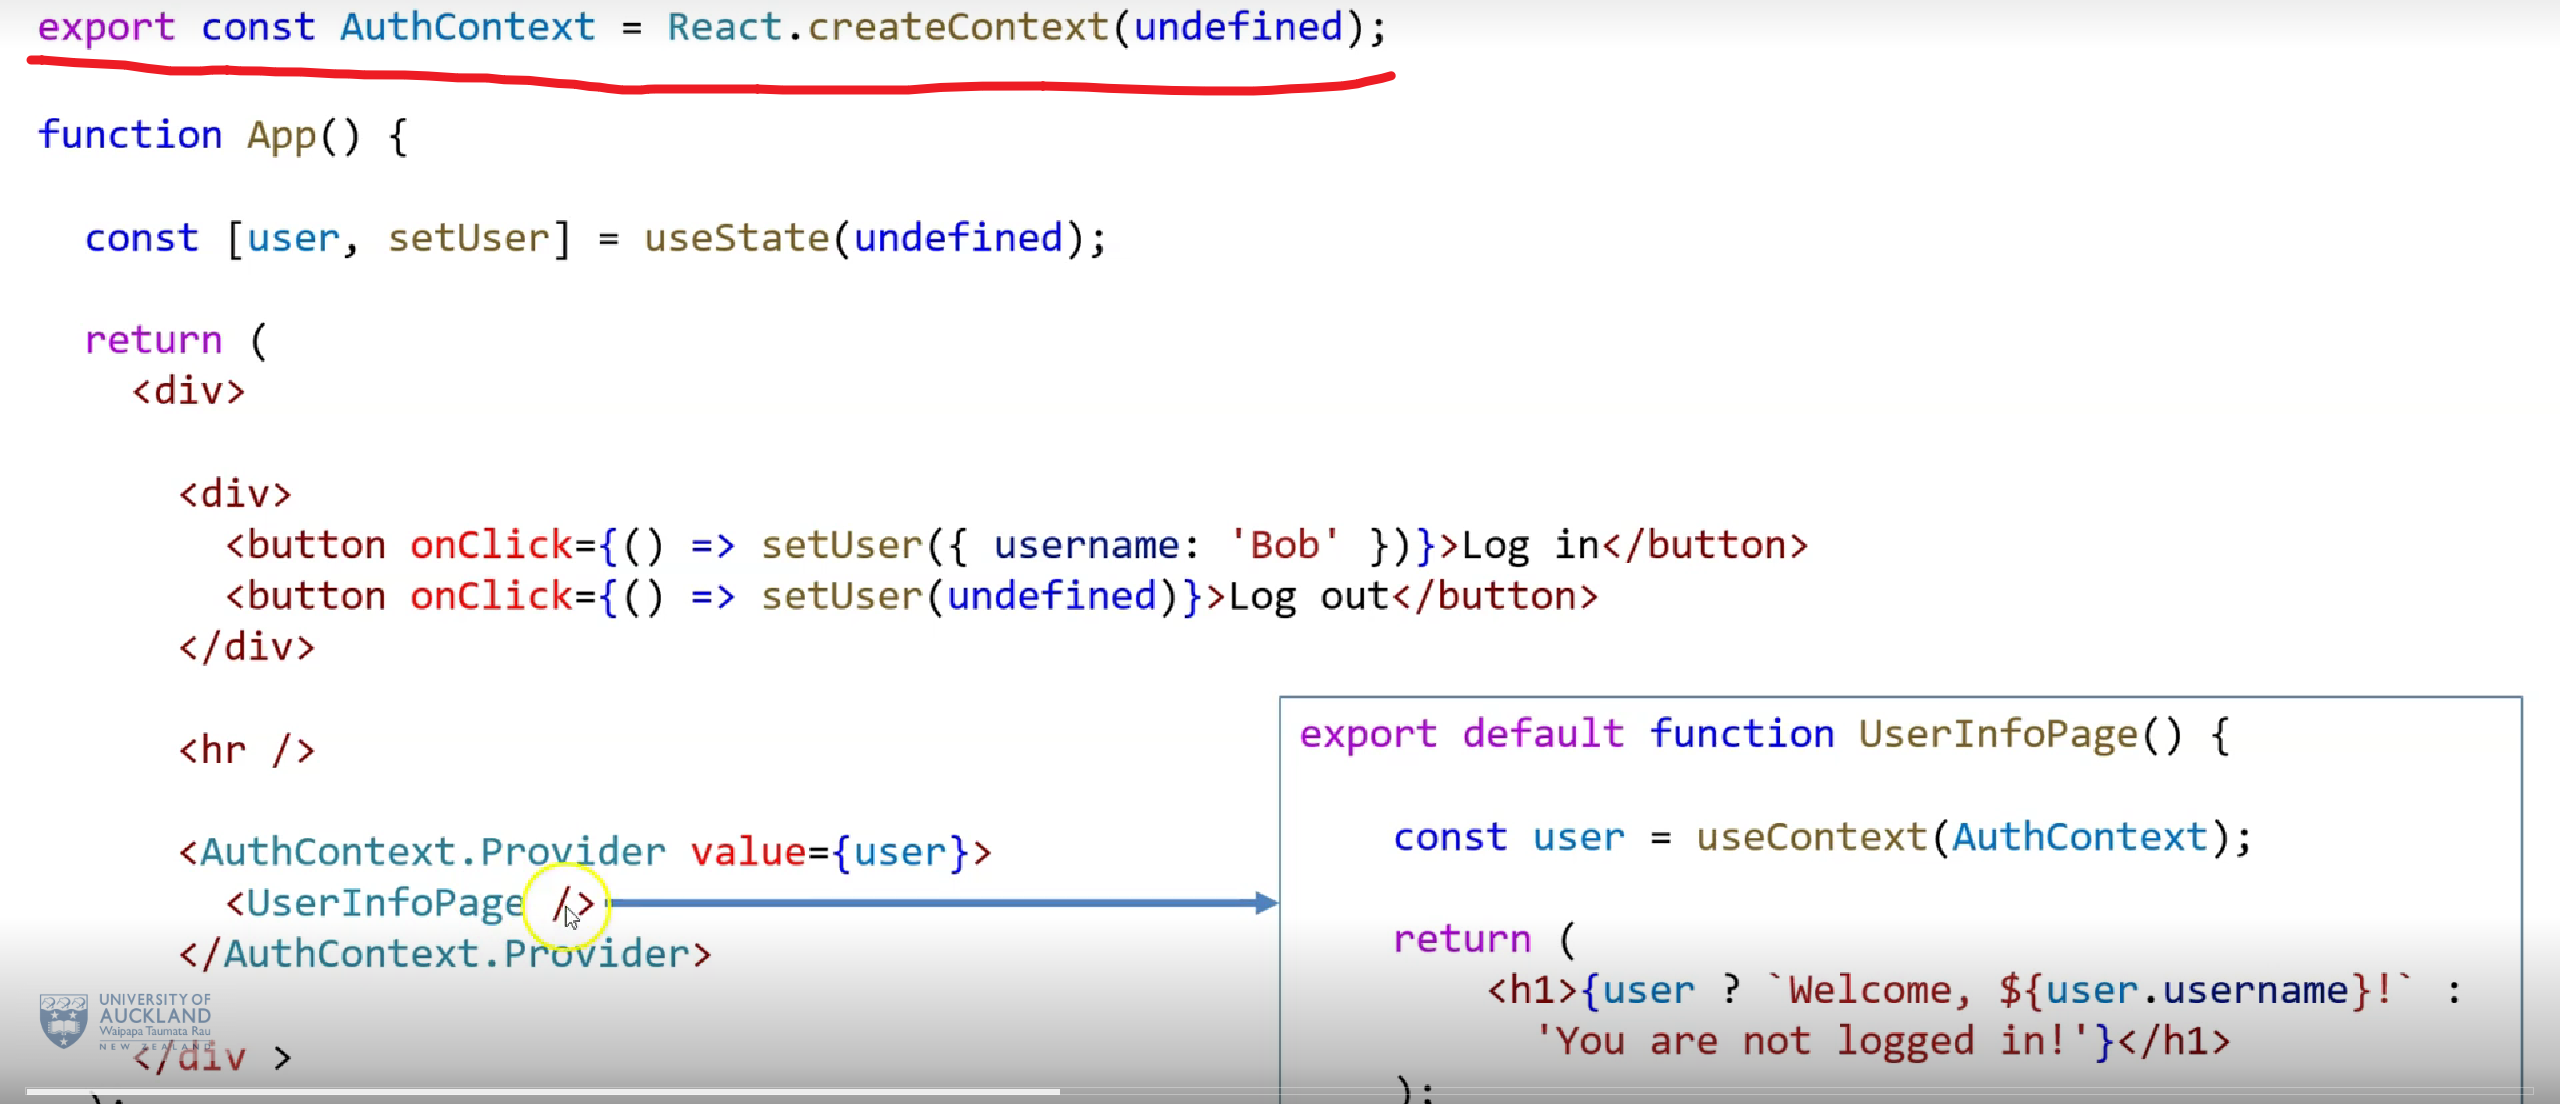 export const AuthContext = React.createContext(undefined);
function App() {
const [user, setUser] = useState(undefined);
return (
<div>
<div>
<button onClick={() => setUser({ username: 'Bob' })}>Log in</button>
<button onClick={() => setUser(undefined)}>Log out</button>
</div>
<hr />
<AuthContext.Provider value={user}>
<UserInfoPage />
</AuthContext.Provider>
</div >
);
export default function UserInfoPage() {
const user = useContext(AuthContext);
return (
<h1>{user ? `Welcome, ${user.username}!` :
'You are not logged in!'}</h1>
);
UNIVERSITY OF
AUCKLAND
Waipapa Taumata Rau
NEW ZEALAND